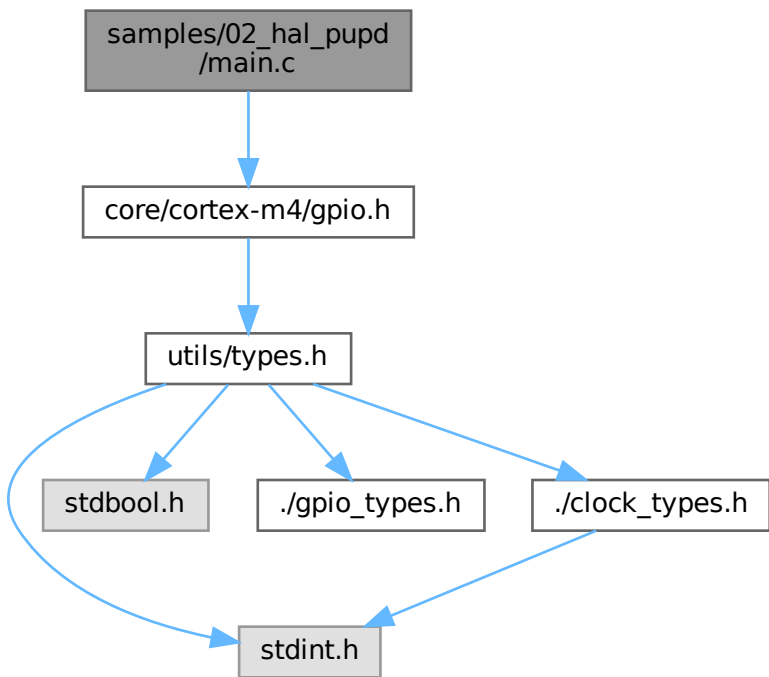 samples/02_hal_pupd
/main.c
core/cortex-m4/gpio.h
utils/types.h
stdbool.h
./gpio_types.h
./clock_types.h
stdint.h